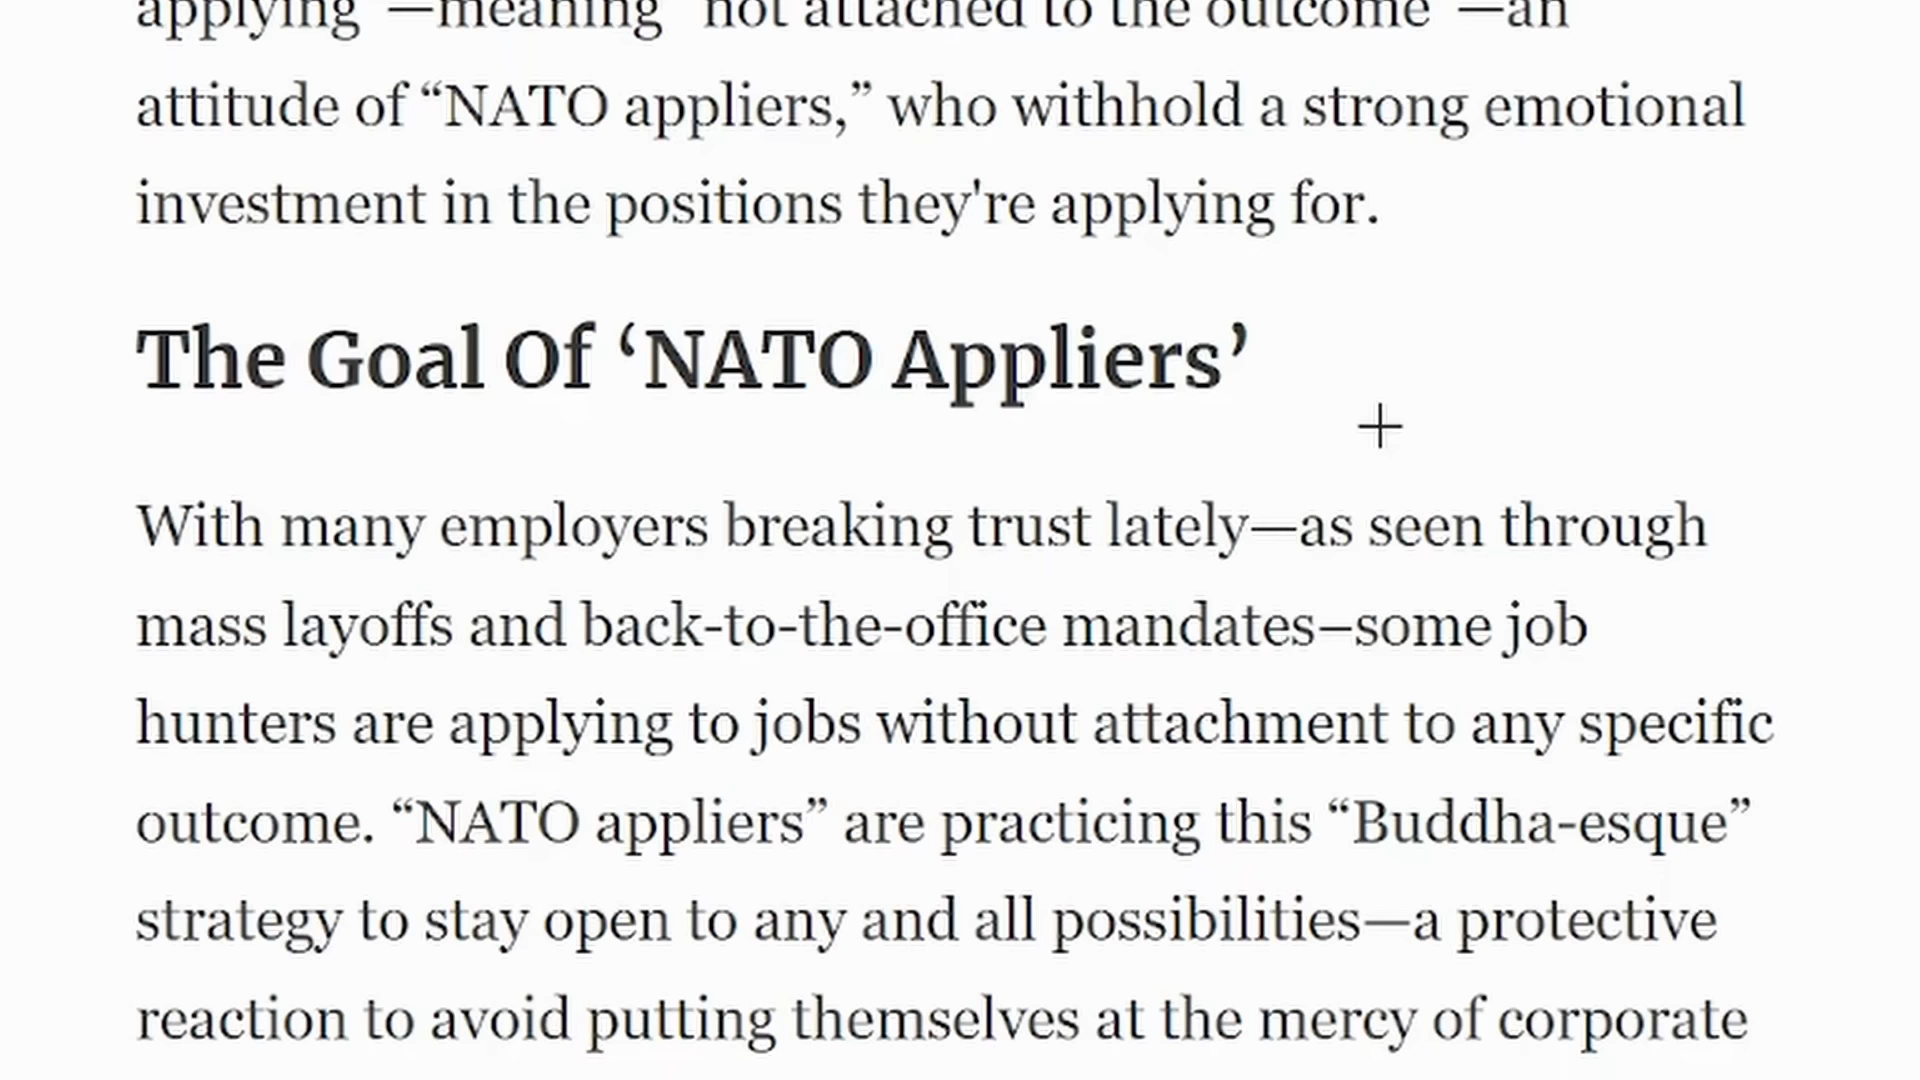 applying”—meaning “not attached to the outcome”—an
attitude of “NATO appliers,” who withhold a strong emotional
investment in the positions they're applying for.
The Goal Of ‘NATO Appliers’
With many employers breaking trust lately—as seen through
mass layoffs and back-to-the-office mandates–some job
hunters are applying to jobs without attachment to any specific
outcome. “NATO appliers” are practicing this “Buddha-esque”
strategy to stay open to any and all possibilities—a protective
reaction to avoid putting themselves at the mercy of corporate